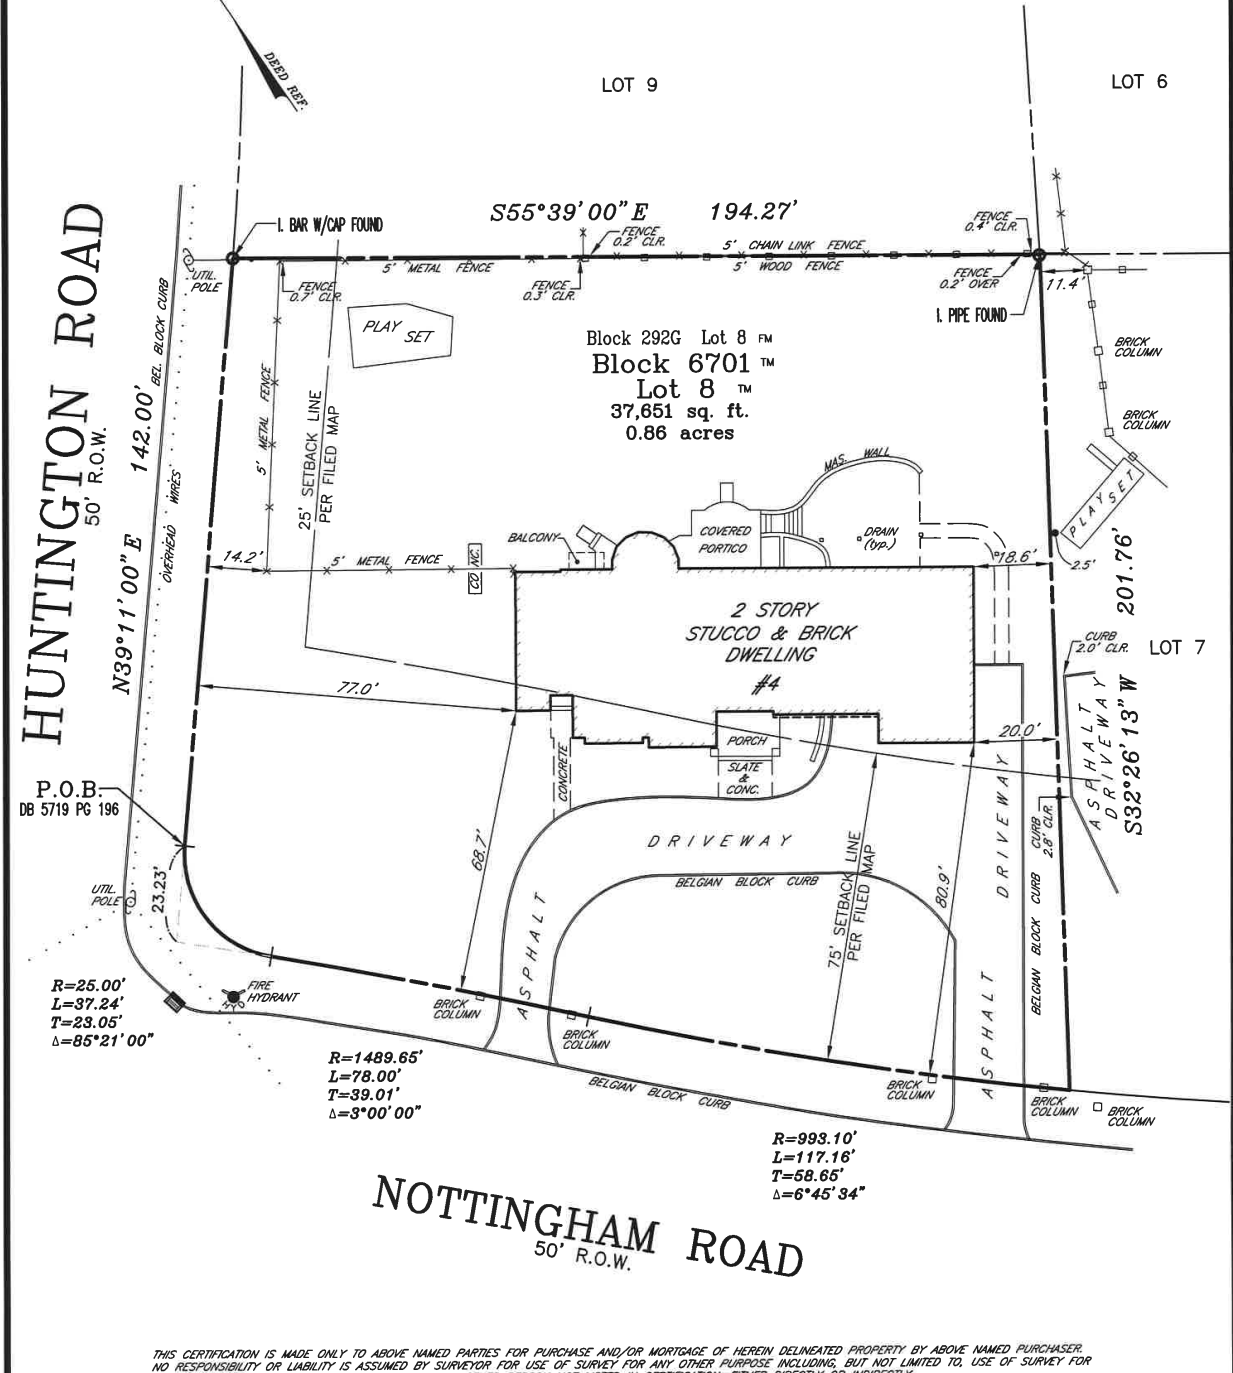 DEED REF.
LOT 9
LOT 6
S55°39'00"E 194.27'
I. BAR W/CAP FOUND
FENCE
0.2' CLR.
FENCE
0.4' CLR.
5' CHAIN LINK FENCE
5' METAL FENCE
5' WOOD FENCE
UTIL.
POLE
FENCE
0.7' CLR.
FENCE
0.3' CLR.
FENCE
0.2' OVER
11.4'
I. PIPE FOUND
PLAY SET
HUNTINGTON ROAD
50' R.O.W.
N39°11'00"E 142.00'
BEL. BLOCK CURB
OVERHEAD WIRES
5' METAL FENCE
25' SETBACK LINE
PER FILED MAP
Block 292G Lot 8 FM
Block 6701 TM
Lot 8 TM
37,651 sq. ft.
0.86 acres
BRICK
COLUMN
BRICK
COLUMN
PLAYSET
MAS. WALL
COVERED
PORTICO
DRAIN
(typ.)
BALCONY
14.2'
5' METAL FENCE
CONC.
18.6'
2.5'
201.76'
S32°26'13"W
2 STORY
STUCCO & BRICK
DWELLING
#4
CURB
2.0' CLR.
LOT 7
77.0'
20.0'
PORCH
SLATE
&
CONC.
CONCRETE
ASPHALT
DRIVEWAY
P.O.B.
DB 5719 PG 196
CURB
2.8' CLR.
68.7'
DRIVEWAY
BELGIAN BLOCK CURB
ASPHALT
75' SETBACK LINE
PER FILED MAP
80.9'
ASPHALT DRIVEWAY
BELGIAN BLOCK CURB
UTIL.
POLE
23.23'
FIRE
HYDRANT
HYD
R=25.00'
L=37.24'
T=23.05'
Δ=85°21'00"
BRICK
COLUMN
BRICK
COLUMN
R=1489.65'
L=78.00'
T=39.01'
Δ=3°00'00"
BELGIAN BLOCK CURB
BRICK
COLUMN
BRICK
COLUMN
BRICK
COLUMN
R=993.10'
L=117.16'
T=58.65'
Δ=6°45'34"
NOTTINGHAM ROAD
50' R.O.W.
THIS CERTIFICATION IS MADE ONLY TO ABOVE NAMED PARTIES FOR PURCHASE AND/OR MORTGAGE OF HEREIN DELINEATED PROPERTY BY ABOVE NAMED PURCHASER.
NO RESPONSIBILITY OR LIABILITY IS ASSUMED BY SURVEYOR FOR USE OF SURVEY FOR ANY OTHER PURPOSE INCLUDING, BUT NOT LIMITED TO, USE OF SURVEY FOR